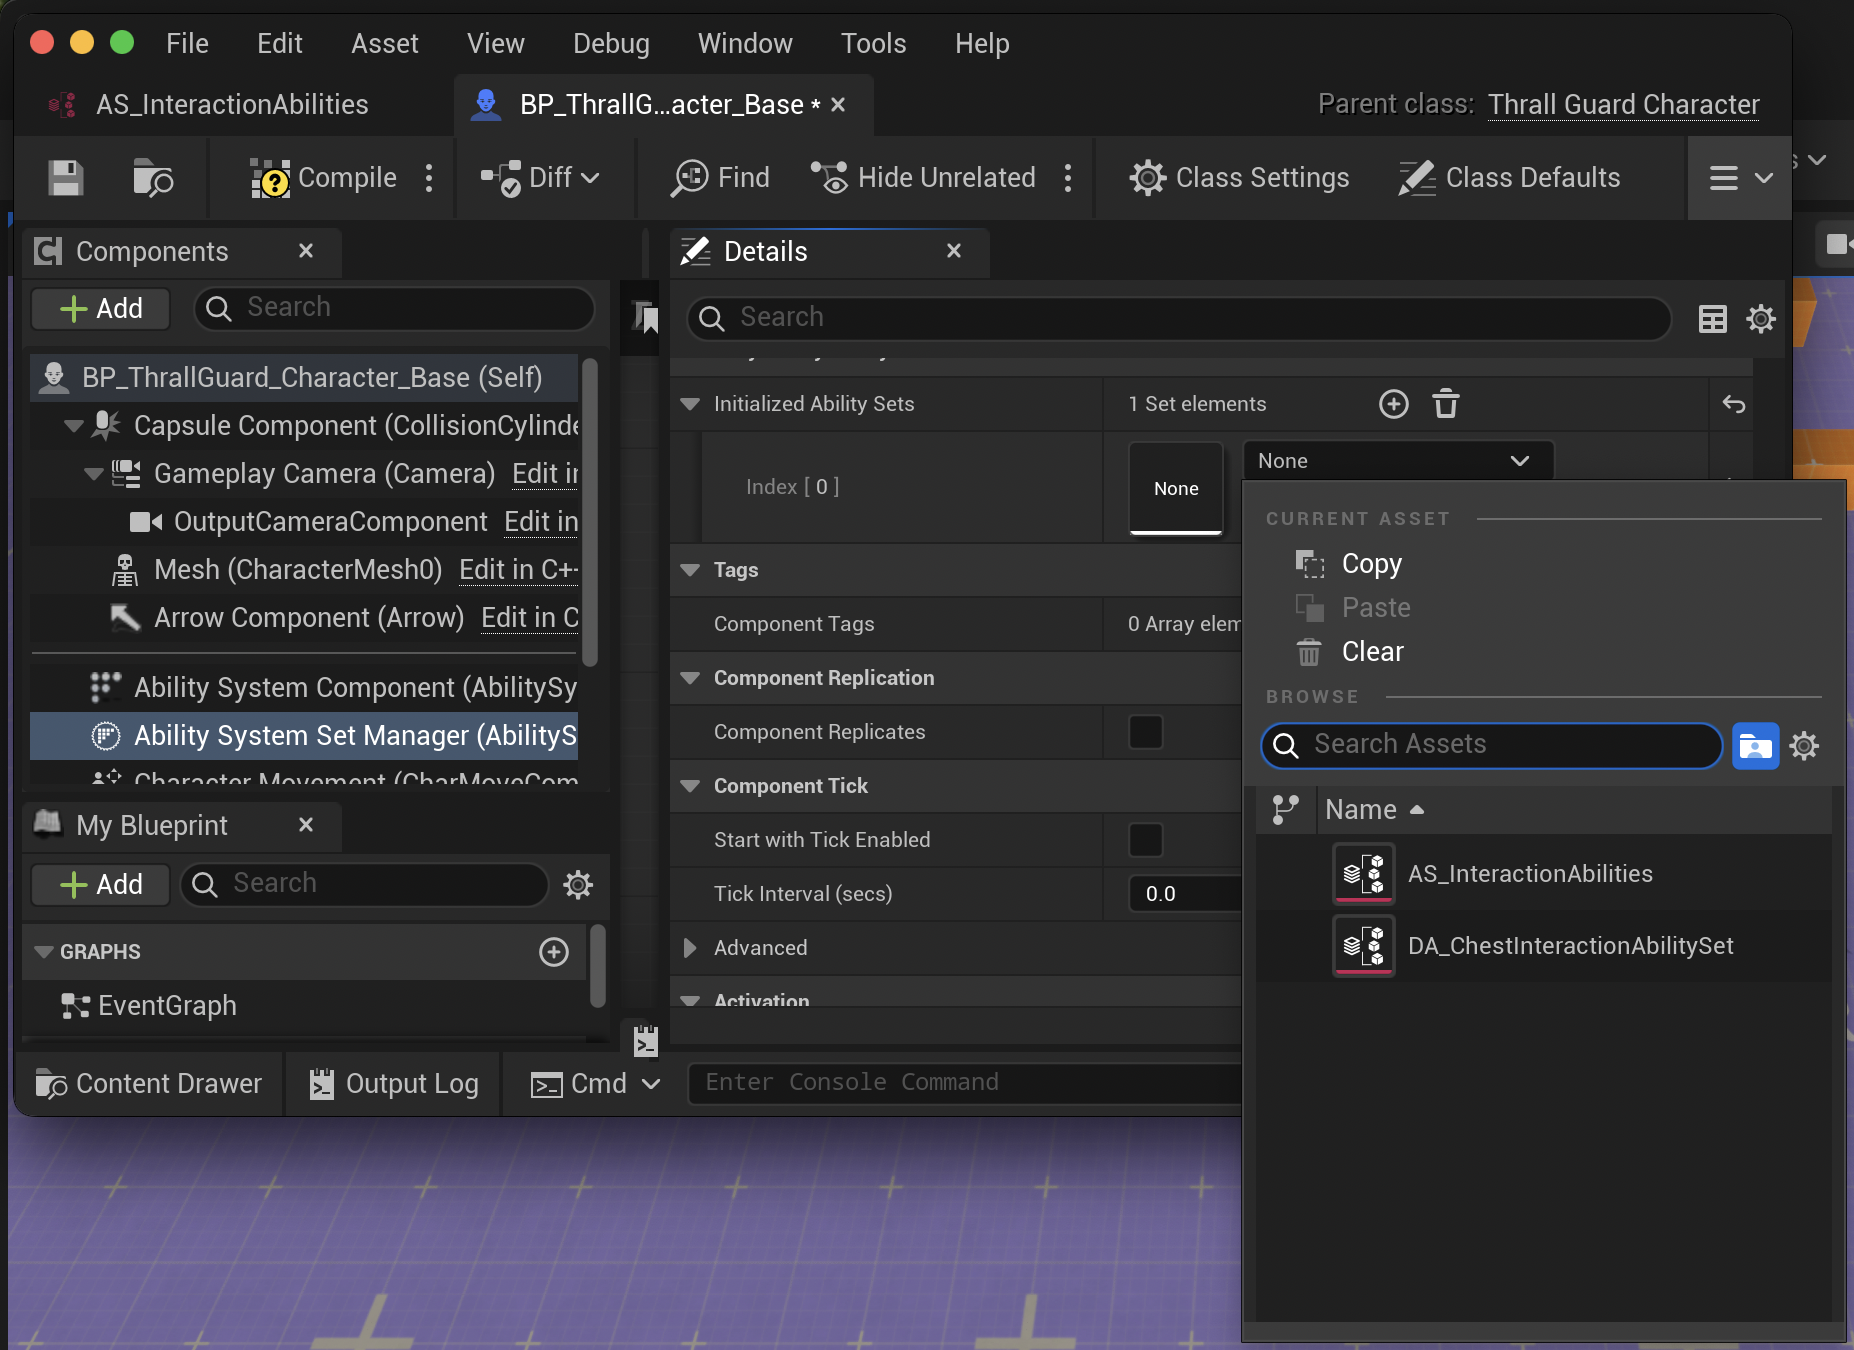 File Edit Asset View Debug Window Tools Help
AS_InteractionAbilities
BP_ThrallG...acter_Base *
Parent class: Thrall Guard Character
Compile
Diff
Find
Hide Unrelated
Class Settings
Class Defaults
Components
Add
Search
BP_ThrallGuard_Character_Base (Self)
Capsule Component (CollisionCylinde
Gameplay Camera (Camera) Edit in
OutputCameraComponent Edit in
Mesh (CharacterMesh0) Edit in C+
Arrow Component (Arrow) Edit in C
Ability System Component (AbilitySy
Ability System Set Manager (AbilityS
Character Movement (CharMoveCom
My Blueprint
Add
Search
GRAPHS
EventGraph
Details
Search
Initialized Ability Sets
1 Set elements
Index [ 0 ]
None
None
Tags
Component Tags
0 Array elem
Component Replication
Component Replicates
Component Tick
Start with Tick Enabled
Tick Interval (secs)
0.0
Advanced
Activation
CURRENT ASSET
Copy
Paste
Clear
BROWSE
Search Assets
Name
AS_InteractionAbilities
DA_ChestInteractionAbilitySet
Content Drawer
Output Log
Cmd
Enter Console Command